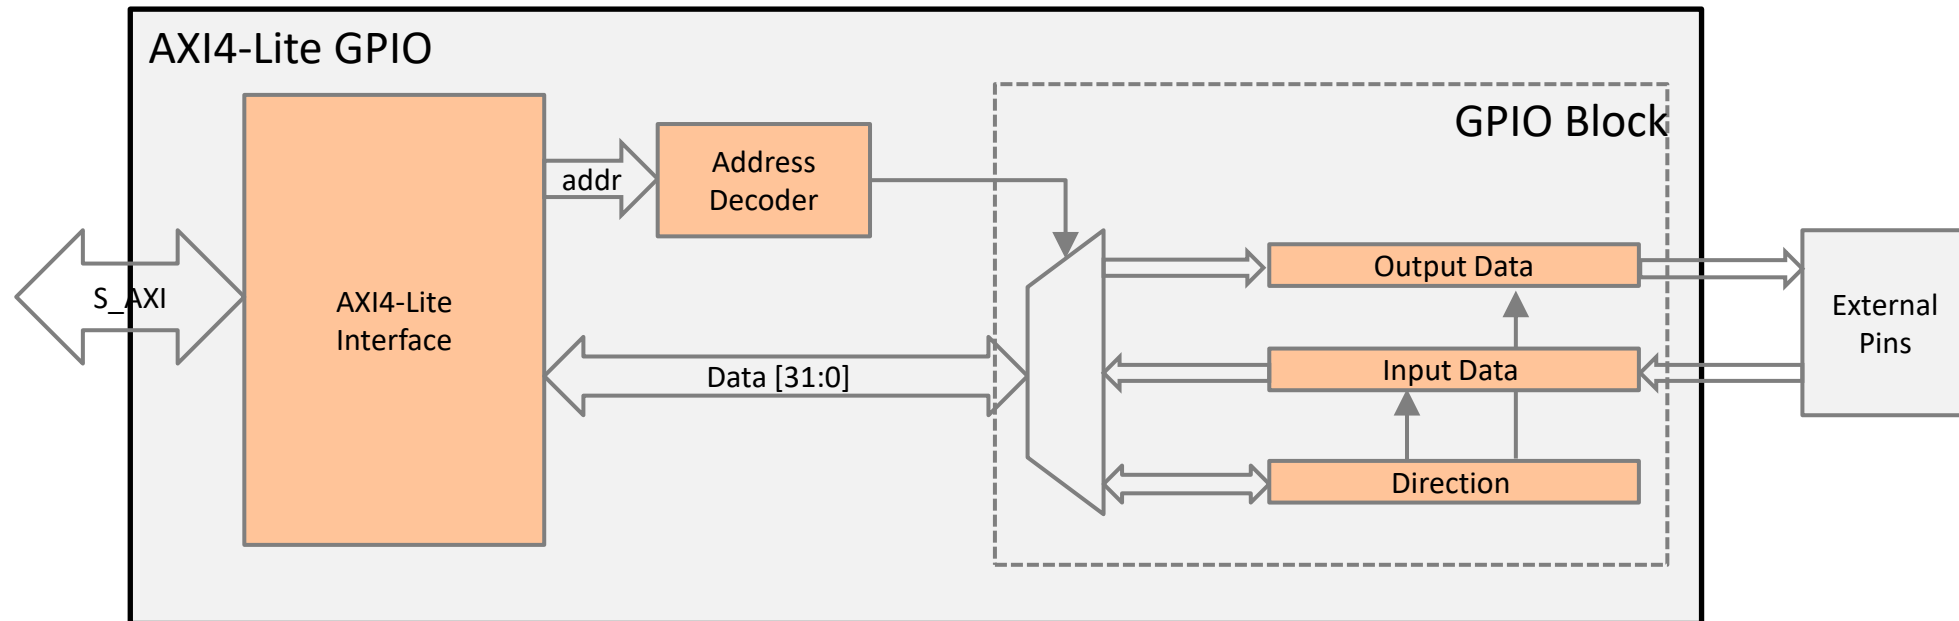 AXI4-Lite GPIO
GPIO Block
addr
Address
Decoder
S_AXI
AXI4-Lite
Interface
Data [31:0]
Output Data
Input Data
Direction
External
Pins